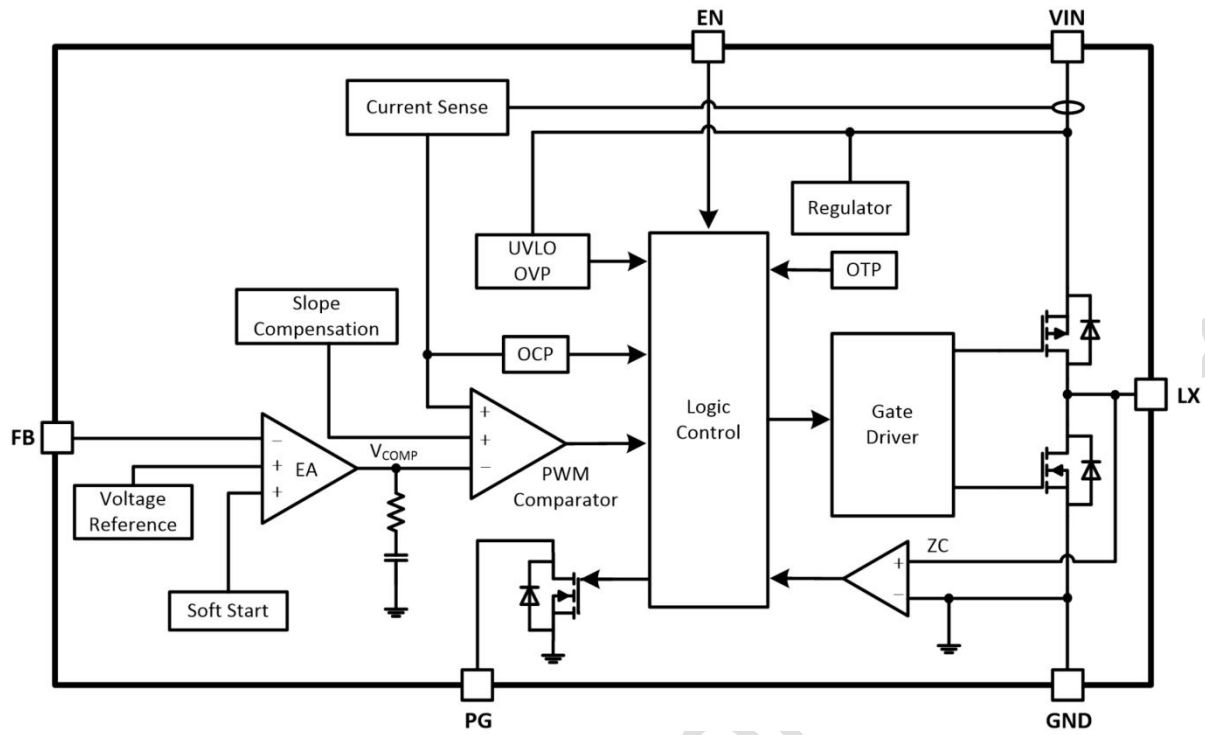 EN
VIN
Current Sense
Regulator
UVLO
OVP
OTP
Slope
Compensation
OCP
Logic
Control
Gate
Driver
LX
FB
−
+
+
EA
VCOMP
+
+
−
PWM
Comparator
Voltage
Reference
Soft Start
ZC
+
−
PG
GND